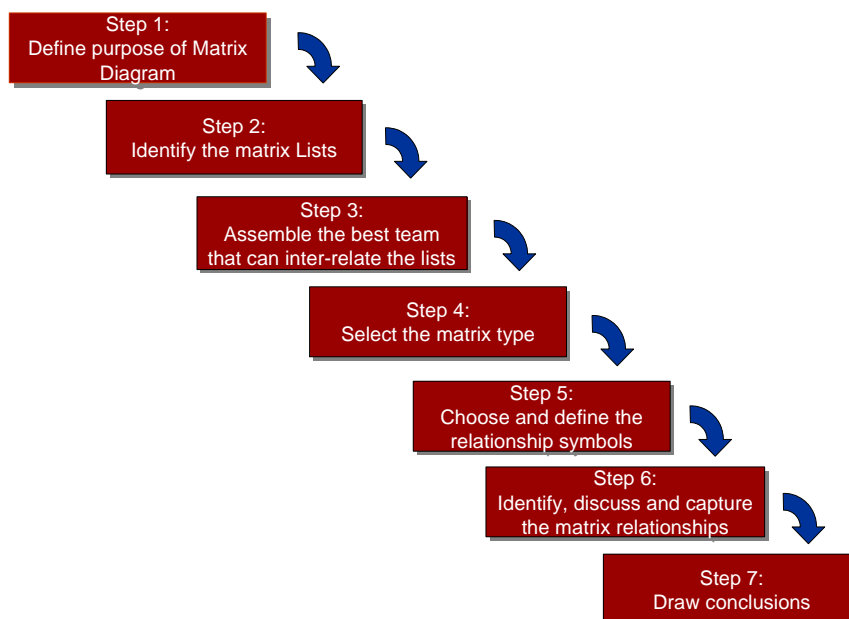 Step 1:
Define purpose of Matrix
Diagram
Step 2:
Identify the matrix Lists
Step 3:
Assemble the best team
that can inter-relate the lists
Step 4:
Select the matrix type
Step 5:
Choose and define the
relationship symbols
Step 6:
Identify, discuss and capture
the matrix relationships
Step 7:
Draw conclusions